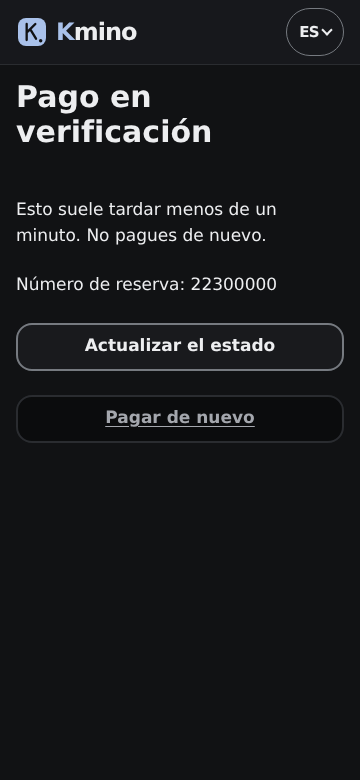 K. Kmino
ES
Pago en
verificación
Esto suele tardar menos de un
minuto. No pagues de nuevo.
Número de reserva: 22300000
Actualizar el estado
Pagar de nuevo